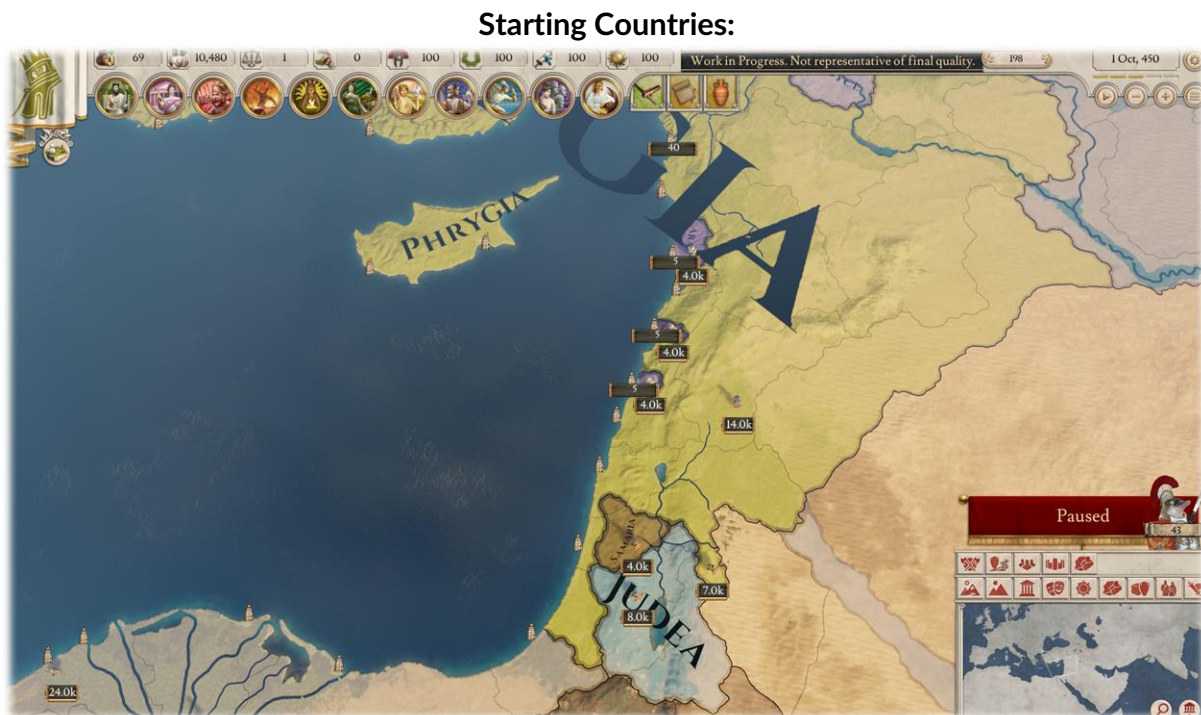 Starting Countries:
69 10,480 1 0 100 100 100 100 Work in Progress. Not representative of final quality. 198 1 Oct, 450
GIA
40
PHRYGIA
5
4.0k
5
4.0k
5
4.0k
14.0k
Paused
43
SAMARIA
4.0k
7.0k
JUDEA
8.0k
24.0k